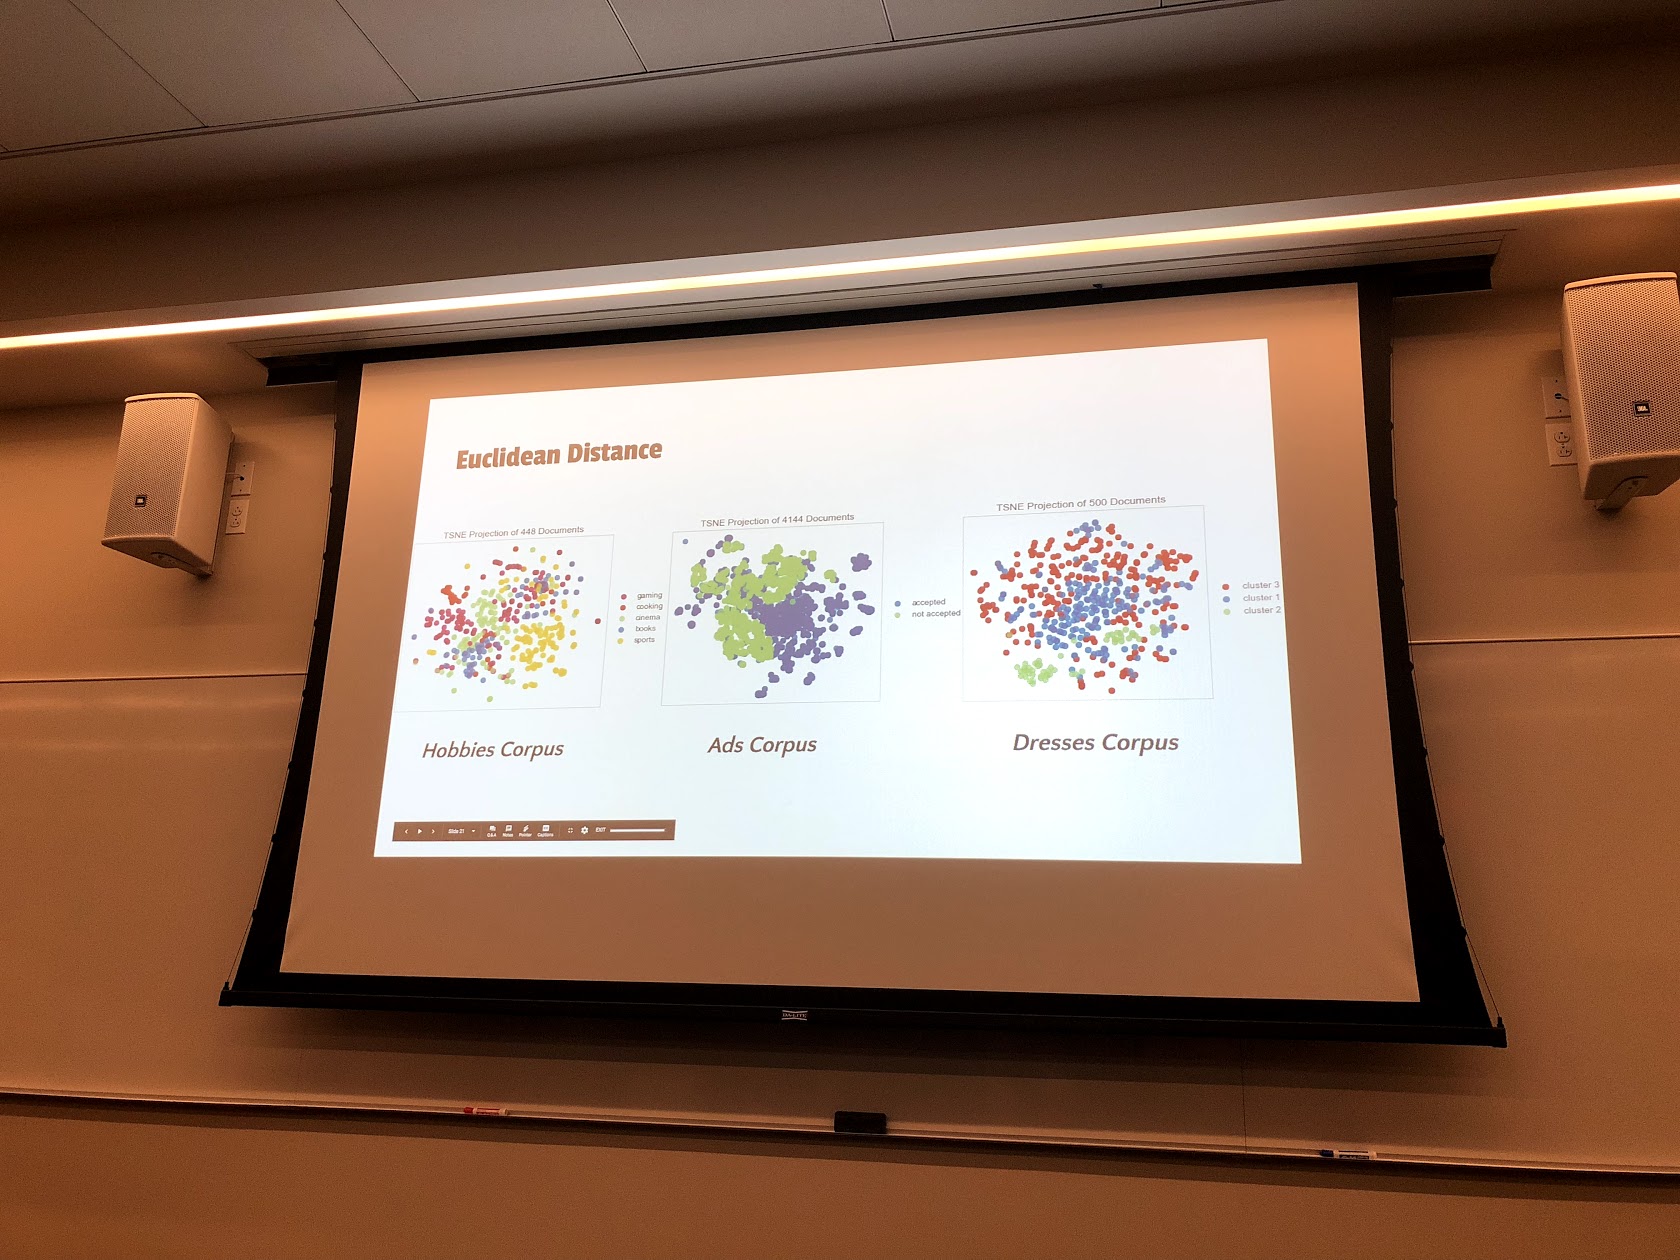 Euclidean Distance
TSNE Projection of 448 Documents
gaming
cooking
cinema
books
sports
Hobbies Corpus
TSNE Projection of 4144 Documents
accepted
not accepted
Ads Corpus
TSNE Projection of 500 Documents
cluster 3
cluster 1
cluster 2
Dresses Corpus
Slide 21
Q&A
Notes
Pointer
Captions
EXIT
JBL
JBL
DA-LITE